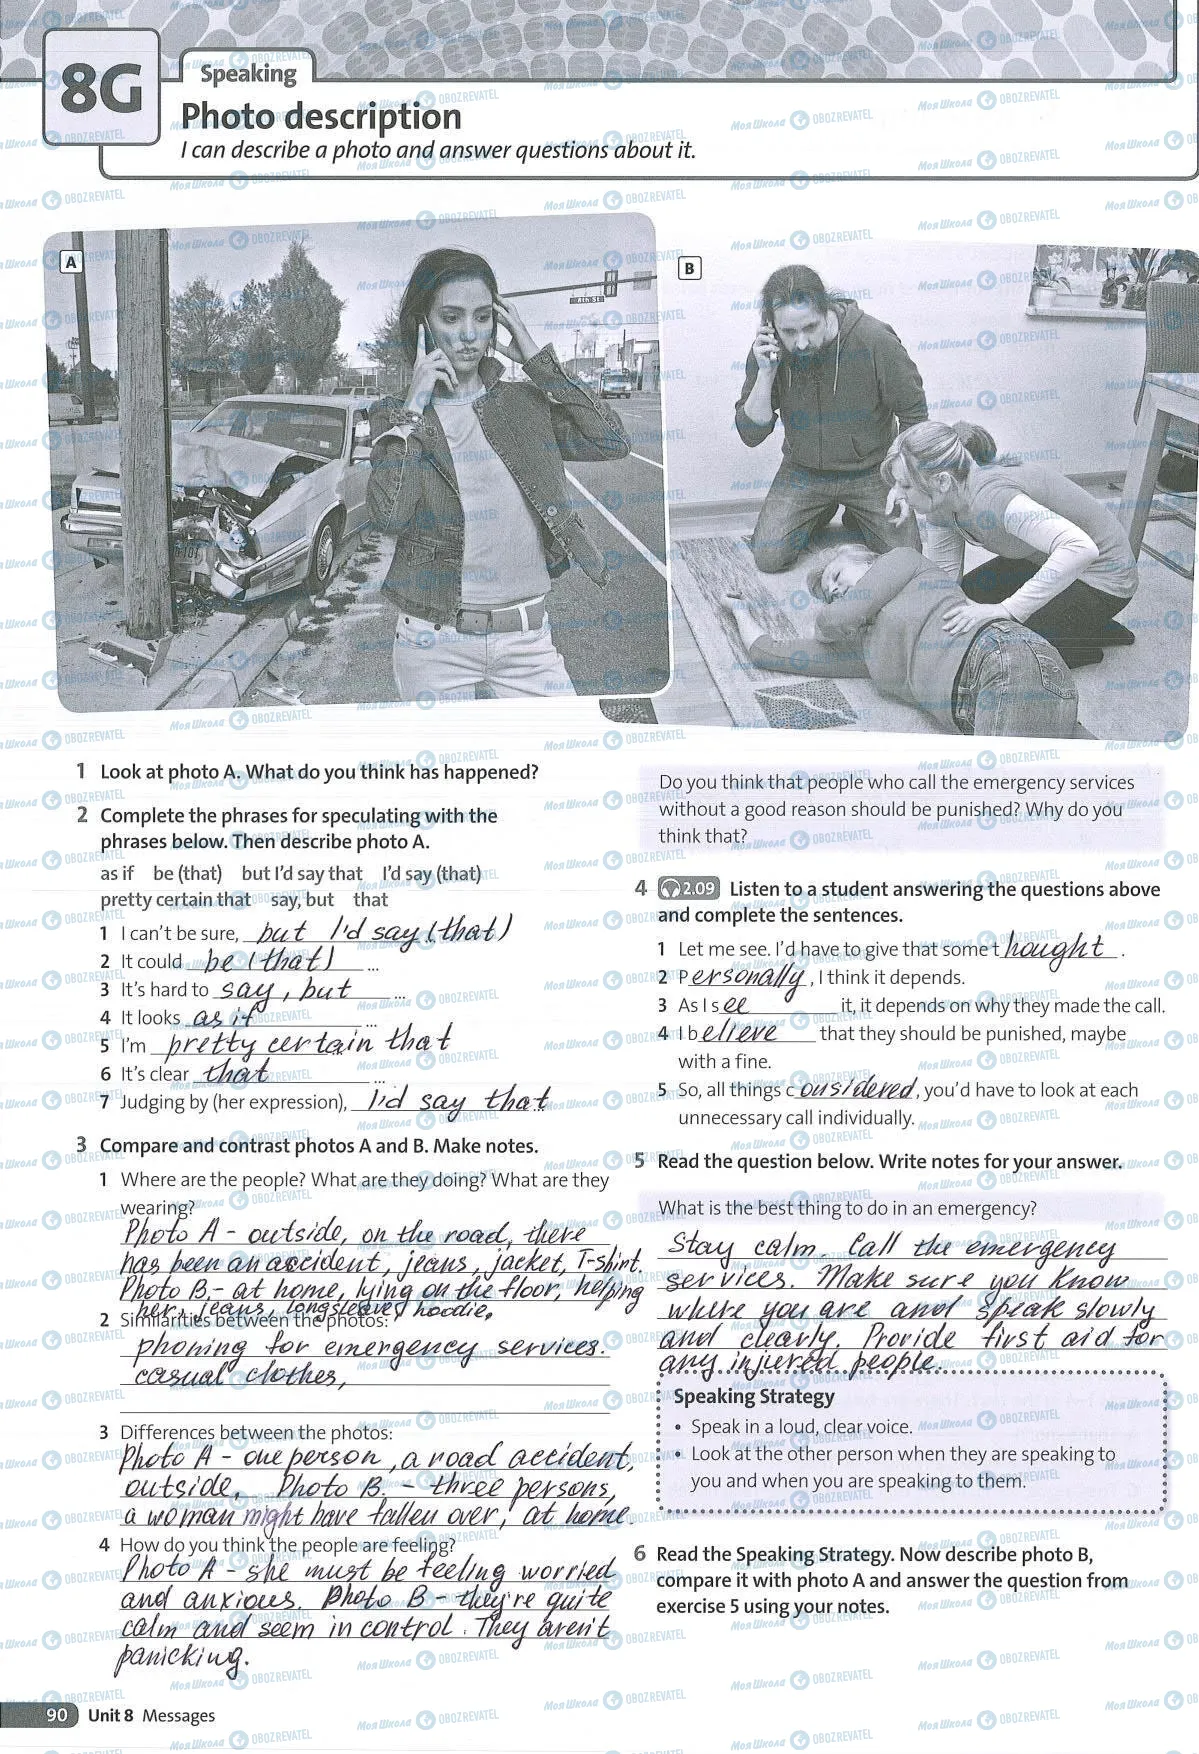 8G
Speaking
Photo description
I can describe a photo and answer questions about it.
A
B
8th St
1 Look at photo A. What do you think has happened?
2 Complete the phrases for speculating with the
phrases below. Then describe photo A.
as if be (that) but I'd say that I'd say (that)
pretty certain that say, but that
1 I can't be sure, but I'd say (that)
2 It could be (that) ...
3 It's hard to say, but ...
4 It looks as if ...
5 I'm pretty certain that
6 It's clear that ...
7 Judging by (her expression), I'd say that
3 Compare and contrast photos A and B. Make notes.
1 Where are the people? What are they doing? What are they
wearing?
Photo A - outside, on the road, there
has been an accident, jeans, jacket, T-shirt.
Photo B.- at home, lying on the floor, helping
her, jeans, longsleeve, hoodie.
2 Similarities between the photos:
phoning for emergency services.
casual clothes,
3 Differences between the photos:
Photo A - one person, a road accident,
outside. Photo B. - three persons,
a woman might have fallen over, at home.
4 How do you think the people are feeling?
Photo A - she must be feeling worried
and anxious. Photo B - they're quite
calm and seem in control. They aren't
panicking.
90 Unit 8 Messages
Do you think that people who call the emergency services
without a good reason should be punished? Why do you
think that?
4 2.09 Listen to a student answering the questions above
and complete the sentences.
1 Let me see. I'd have to give that some thought.
2 Personally, I think it depends.
3 As I see it, it depends on why they made the call.
4 I believe that they should be punished, maybe
with a fine.
5 So, all things considered, you'd have to look at each
unnecessary call individually.
5 Read the question below. Write notes for your answer.
What is the best thing to do in an emergency?
Stay calm. Call the emergency
services. Make sure you know
where you are and speak slowly
and clearly. Provide first aid for
any injured people.
Speaking Strategy
• Speak in a loud, clear voice.
• Look at the other person when they are speaking to
you and when you are speaking to them.
6 Read the Speaking Strategy. Now describe photo B,
compare it with photo A and answer the question from
exercise 5 using your notes.
Моя Школа OBOZREVATEL